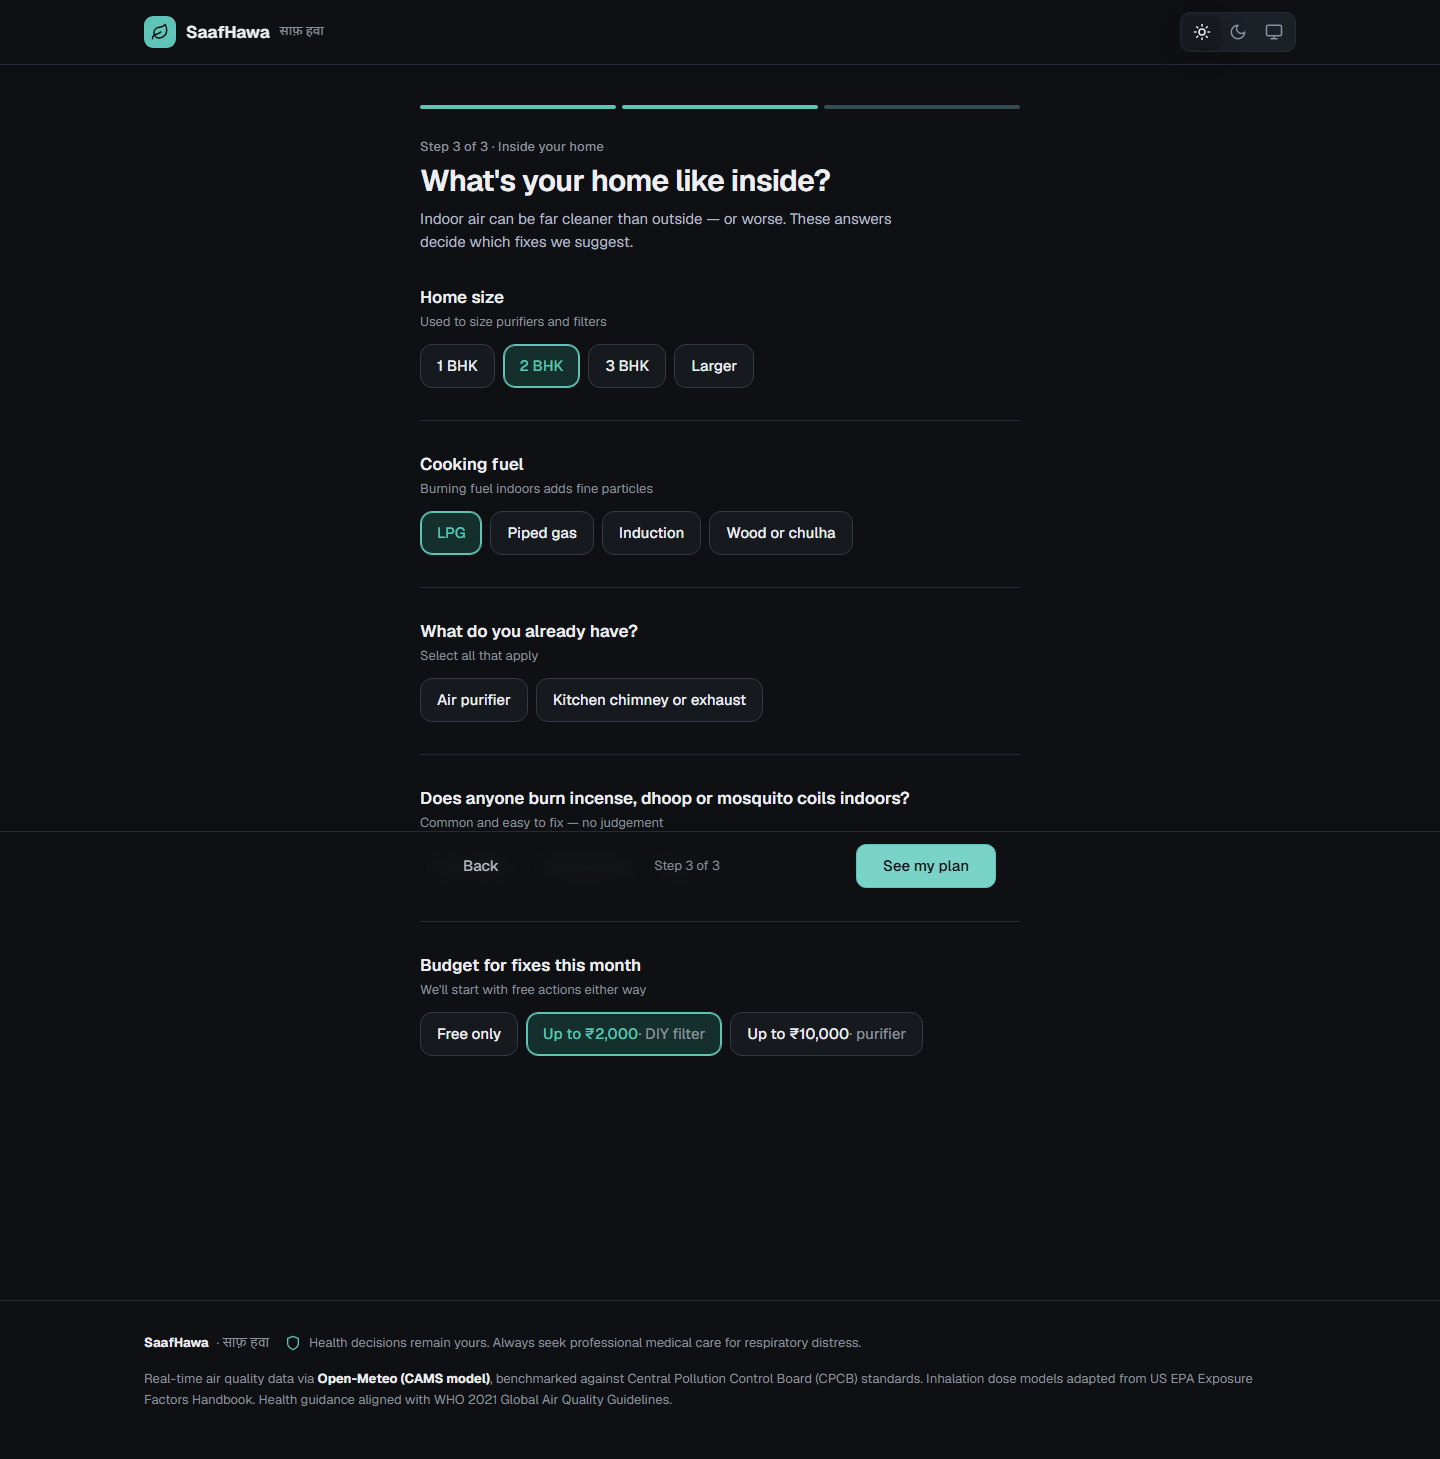 SaafHawa साफ़ हवा
Step 3 of 3 · Inside your home
What's your home like inside?
Indoor air can be far cleaner than outside — or worse. These answers
decide which fixes we suggest.
Home size
Used to size purifiers and filters
1 BHK 2 BHK 3 BHK Larger
Cooking fuel
Burning fuel indoors adds fine particles
LPG Piped gas Induction Wood or chulha
What do you already have?
Select all that apply
Air purifier Kitchen chimney or exhaust
Does anyone burn incense, dhoop or mosquito coils indoors?
Common and easy to fix — no judgement
Back Step 3 of 3 See my plan
Budget for fixes this month
We'll start with free actions either way
Free only Up to ₹2,000· DIY filter Up to ₹10,000· purifier
SaafHawa · साफ़ हवा Health decisions remain yours. Always seek professional medical care for respiratory distress.
Real-time air quality data via Open-Meteo (CAMS model), benchmarked against Central Pollution Control Board (CPCB) standards. Inhalation dose models adapted from US EPA Exposure
Factors Handbook. Health guidance aligned with WHO 2021 Global Air Quality Guidelines.